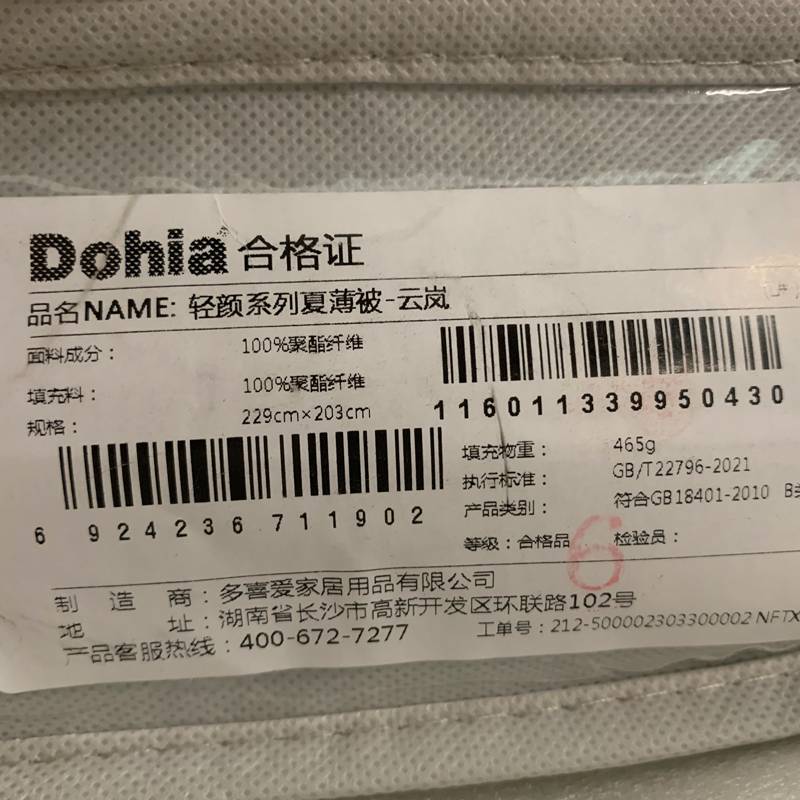 Dohia 合格证
品名NAME: 轻颜系列夏薄被-云岚
面料成分： 100%聚酯纤维
填充料： 100%聚酯纤维
规格： 229cm×203cm
116011339950430
6 924236 711902
填充物重： 465g
执行标准： GB/T22796-2021
产品类别： 符合GB18401-2010 B类
等级：合格品 检验员：
6
制造商：多喜爱家居用品有限公司
地址：湖南省长沙市高新开发区环联路102号
产品客服热线：400-672-7277
工单号：212-500002303300002 NFTX